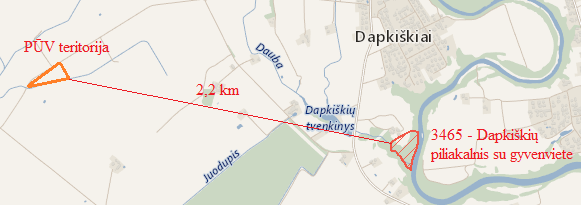 Dapkiškiai
PŪV teritorija
Dauba
2,2 km
Dapkiškių
tvenkinys
3465 - Dapkiškių
piliakalnis su gyvenviete
Juodupis